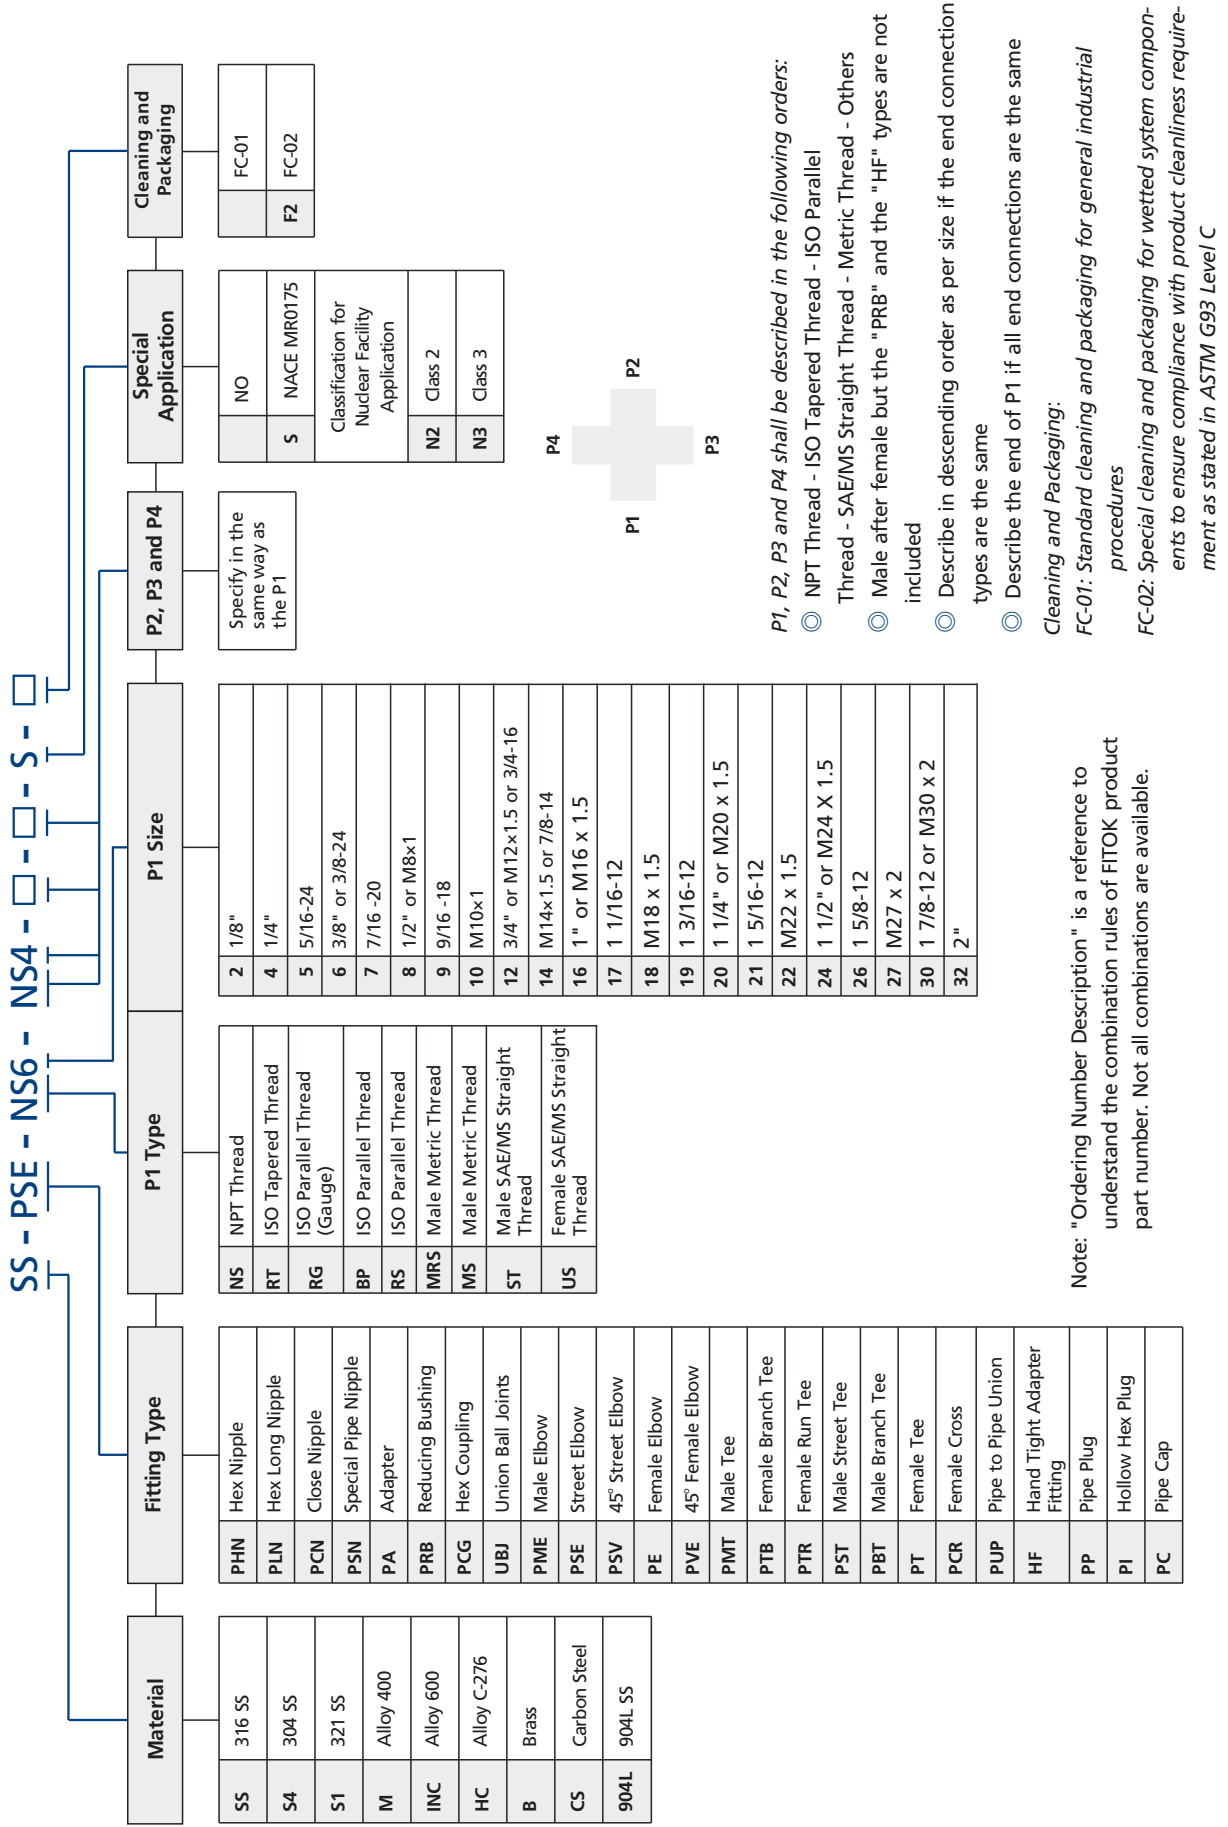 SS - PSE - NS6 - NS4 - □ - □ - S - □
Material
SS 316 SS
S4 304 SS
S1 321 SS
M Alloy 400
INC Alloy 600
HC Alloy C-276
B Brass
CS Carbon Steel
904L 904L SS
Fitting Type
PHN Hex Nipple
PLN Hex Long Nipple
PCN Close Nipple
PSN Special Pipe Nipple
PA Adapter
PRB Reducing Bushing
PCG Hex Coupling
UBJ Union Ball Joints
PME Male Elbow
PSE Street Elbow
PSV 45° Street Elbow
PE Female Elbow
PVE 45° Female Elbow
PMT Male Tee
PTB Female Branch Tee
PTR Female Run Tee
PST Male Street Tee
PBT Male Branch Tee
PT Female Tee
PCR Female Cross
PUP Pipe to Pipe Union
HF Hand Tight Adapter
Fitting
PP Pipe Plug
PI Hollow Hex Plug
PC Pipe Cap
P1 Type
NS NPT Thread
RT ISO Tapered Thread
RG ISO Parallel Thread
(Gauge)
BP ISO Parallel Thread
RS ISO Parallel Thread
MRS Male Metric Thread
MS Male Metric Thread
ST Male SAE/MS Straight
Thread
US Female SAE/MS Straight
Thread
P1 Size
2 1/8"
4 1/4"
5 5/16-24
6 3/8" or 3/8-24
7 7/16 -20
8 1/2" or M8×1
9 9/16 -18
10 M10×1
12 3/4" or M12×1.5 or 3/4-16
14 M14×1.5 or 7/8-14
16 1" or M16 x 1.5
17 1 1/16-12
18 M18 x 1.5
19 1 3/16-12
20 1 1/4" or M20 x 1.5
21 1 5/16-12
22 M22 x 1.5
24 1 1/2" or M24 X 1.5
26 1 5/8-12
27 M27 x 2
30 1 7/8-12 or M30 x 2
32 2"
P2, P3 and P4
Specify in the
same way as
the P1
Special
Application
NO
S NACE MR0175
Classification for
Nuclear Facility
Application
N2 Class 2
N3 Class 3
Cleaning and
Packaging
FC-01
F2 FC-02
P4
P1 P2
P3
P1, P2, P3 and P4 shall be described in the following orders:
◎ NPT Thread - ISO Tapered Thread - ISO Parallel
Thread - SAE/MS Straight Thread - Metric Thread - Others
◎ Male after female but the "PRB" and the "HF" types are not
included
◎ Describe in descending order as per size if the end connection
types are the same
◎ Describe the end of P1 if all end connections are the same
Cleaning and Packaging:
FC-01: Standard cleaning and packaging for general industrial
procedures
FC-02: Special cleaning and packaging for wetted system compon-
ents to ensure compliance with product cleanliness require-
ment as stated in ASTM G93 Level C
Note: "Ordering Number Description" is a reference to
understand the combination rules of FITOK product
part number. Not all combinations are available.